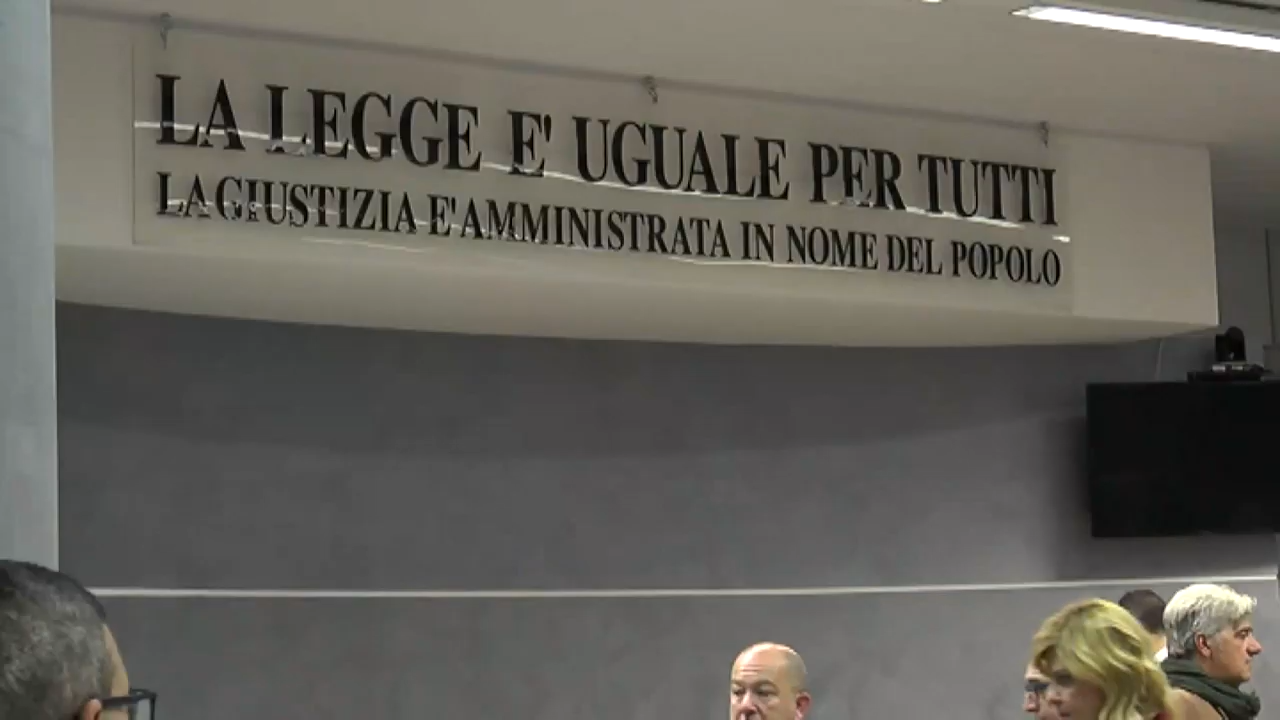 LA LEGGE E' UGUALE PER TUTTI
LA GIUSTIZIA E' AMMINISTRATA IN NOME DEL POPOLO